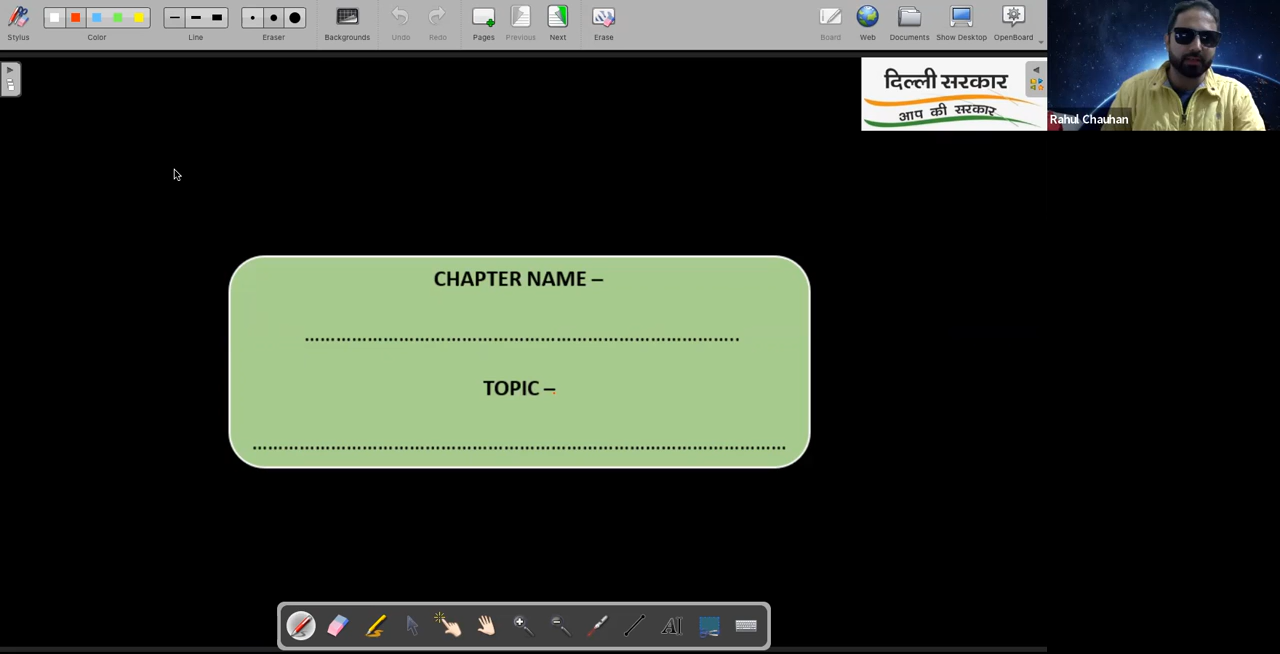 Stylus
Color
Line
Eraser
Backgrounds
Undo
Redo
Pages
Previous
Next
Erase
Board
Web
Documents
Show Desktop
OpenBoard
दिल्ली सरकार
आप की सरकार
Rahul Chauhan
CHAPTER NAME –
................................................................................
TOPIC –
....................................................................................................
AI